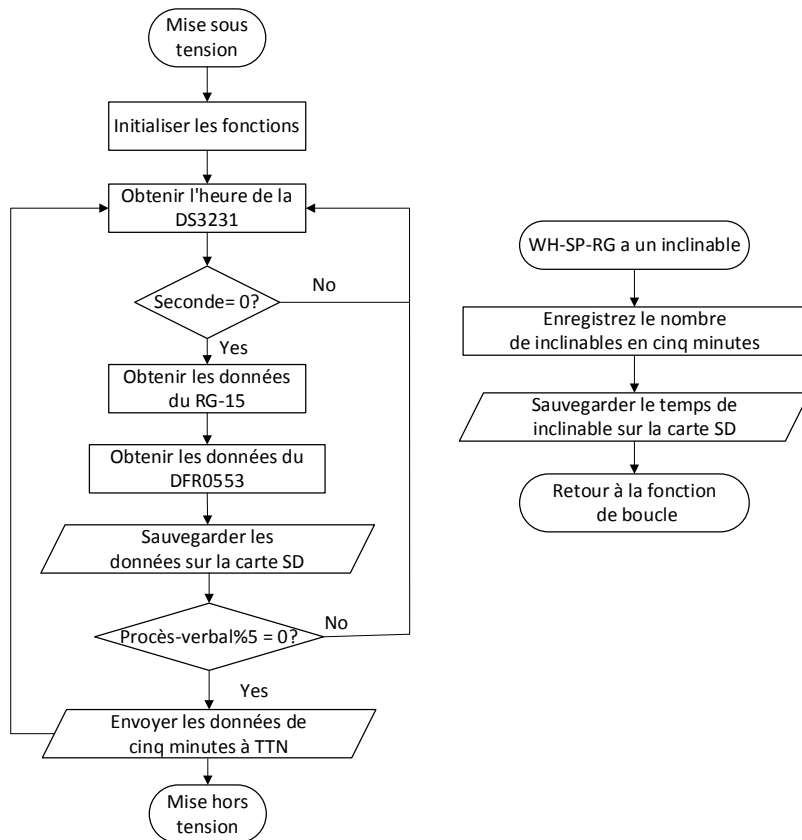 Mise sous
tension
Initialiser les fonctions
Obtenir l'heure de la
DS3231
Seconde= 0?
No
Yes
Obtenir les données
du RG-15
Obtenir les données du
DFR0553
Sauvegarder les
données sur la carte SD
Procès-verbal%5 = 0?
No
Yes
Envoyer les données de
cinq minutes à TTN
Mise hors
tension
WH-SP-RG a un inclinable
Enregistrez le nombre
de inclinables en cinq minutes
Sauvegarder le temps de
inclinable sur la carte SD
Retour à la fonction
de boucle